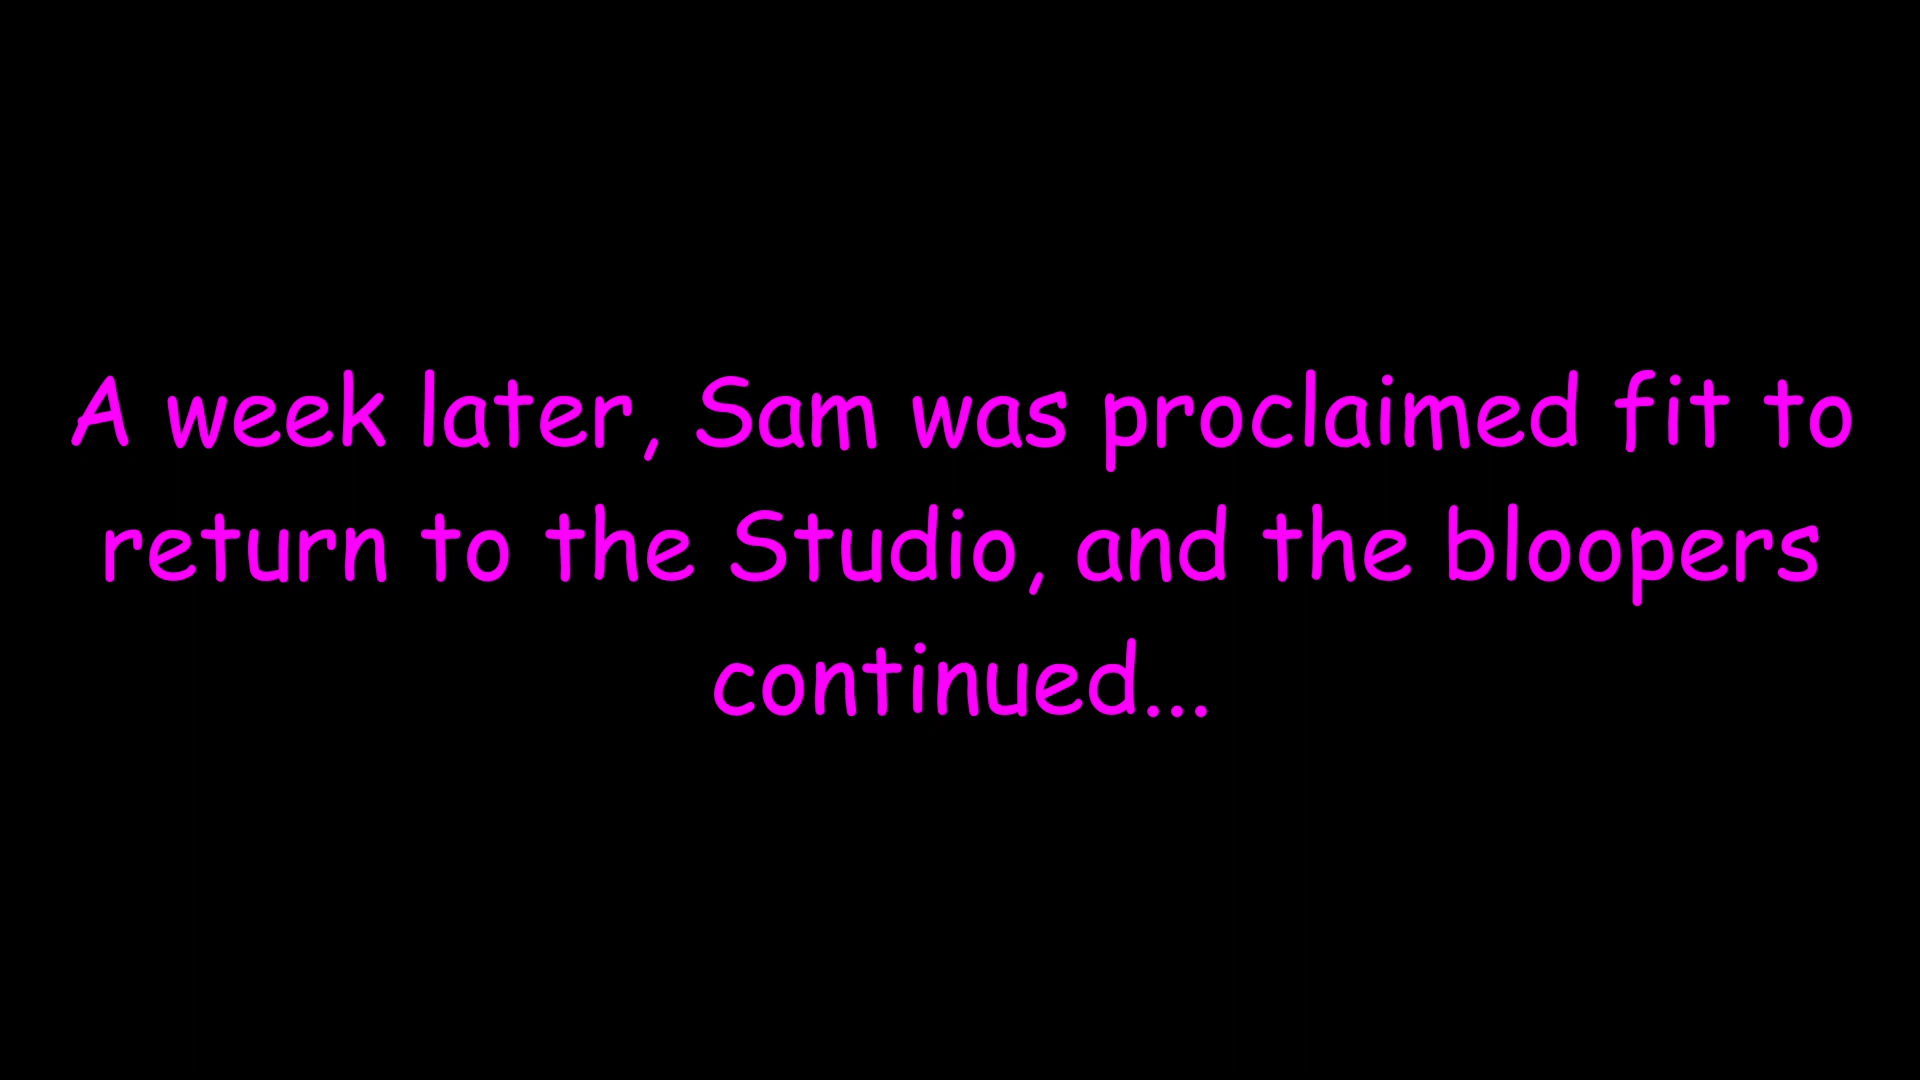 A week later, Sam was proclaimed fit to
return to the Studio, and the bloopers
continued...